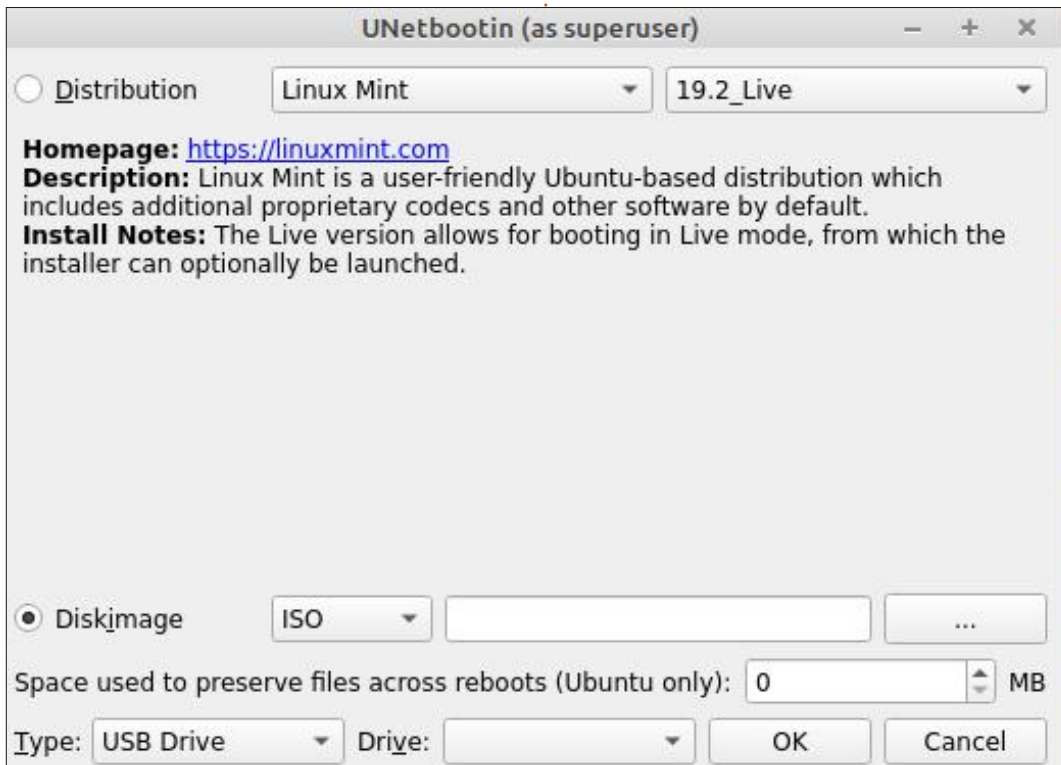 UNetbootin (as superuser)
Distribution Linux Mint 19.2_Live
Homepage: https://linuxmint.com
Description: Linux Mint is a user-friendly Ubuntu-based distribution which
includes additional proprietary codecs and other software by default.
Install Notes: The Live version allows for booting in Live mode, from which the
installer can optionally be launched.
Diskimage ISO ...
Space used to preserve files across reboots (Ubuntu only): 0 MB
Type: USB Drive Drive: OK Cancel